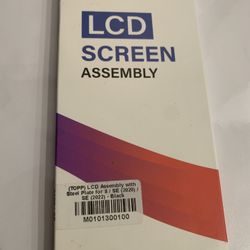 LCD
SCREEN
ASSEMBLY
(TOPP) LCD Assembly with
Steel Plate for 8 / SE (2020) /
SE (2022) - Black
M0101300100